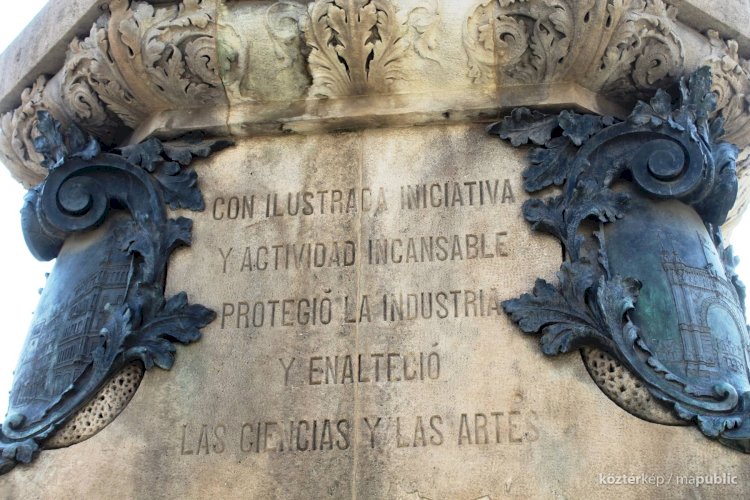 CON ILUSTRADA INICIATIVA
Y ACTIVIDAD INCANSABLE
PROTEGIÓ LA INDUSTRIA
Y ENALTECIÓ
LAS CIENCIAS Y LAS ARTES
köztérkép / mapublic